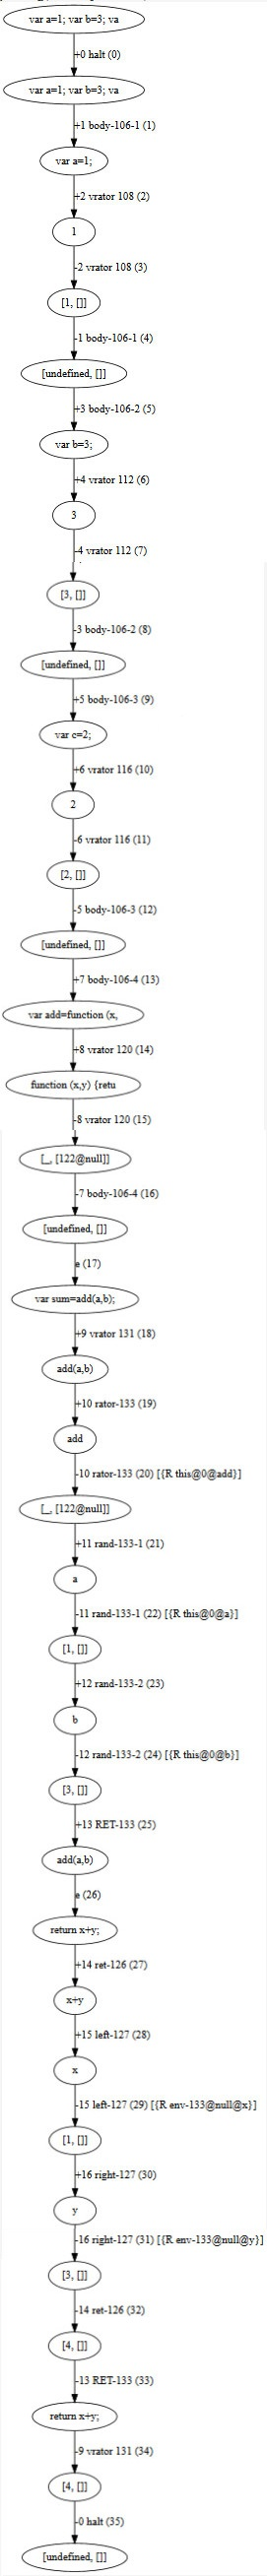 var a=1; var b=3; va
+0 halt (0)
var a=1; var b=3; va
+1 body-106-1 (1)
var a=1;
+2 vrator 108 (2)
1
-2 vrator 108 (3)
[1, []]
-1 body-106-1 (4)
[undefined, []]
+3 body-106-2 (5)
var b=3;
+4 vrator 112 (6)
3
-4 vrator 112 (7)
[3, []]
-3 body-106-2 (8)
[undefined, []]
+5 body-106-3 (9)
var c=2;
+6 vrator 116 (10)
2
-6 vrator 116 (11)
[2, []]
-5 body-106-3 (12)
[undefined, []]
+7 body-106-4 (13)
var add=function (x,
+8 vrator 120 (14)
function (x,y) {retu
-8 vrator 120 (15)
[_, [122@null]]
-7 body-106-4 (16)
[undefined, []]
e (17)
var sum=add(a,b);
+9 vrator 131 (18)
add(a,b)
+10 rator-133 (19)
add
-10 rator-133 (20) [{R this@0@add}]
[_, [122@null]]
+11 rand-133-1 (21)
a
-11 rand-133-1 (22) [{R this@0@a}]
[1, []]
+12 rand-133-2 (23)
b
-12 rand-133-2 (24) [{R this@0@b}]
[3, []]
+13 RET-133 (25)
add(a,b)
e (26)
return x+y;
+14 ret-126 (27)
x+y
+15 left-127 (28)
x
-15 left-127 (29) [{R env-133@null@x}]
[1, []]
+16 right-127 (30)
y
-16 right-127 (31) [{R env-133@null@y}]
[3, []]
-14 ret-126 (32)
[4, []]
-13 RET-133 (33)
return x+y;
-9 vrator 131 (34)
[4, []]
-0 halt (35)
[undefined, []]